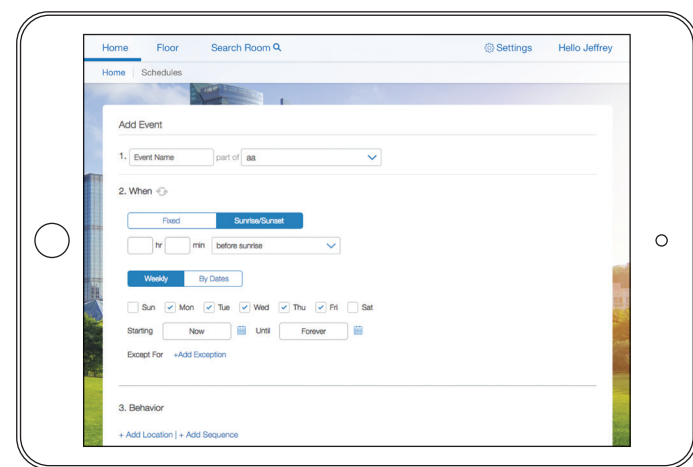 Home Floor Search Room Settings Hello Jeffrey
Home | Schedules
Add Event
1. Event Name part of aa
2. When
Fixed Sunrise/Sunset
hr min before sunrise
Weekly By Dates
Sun Mon Tue Wed Thu Fri Sat
Starting Now Until Forever
Except For +Add Exception
3. Behavior
+ Add Location | + Add Sequence